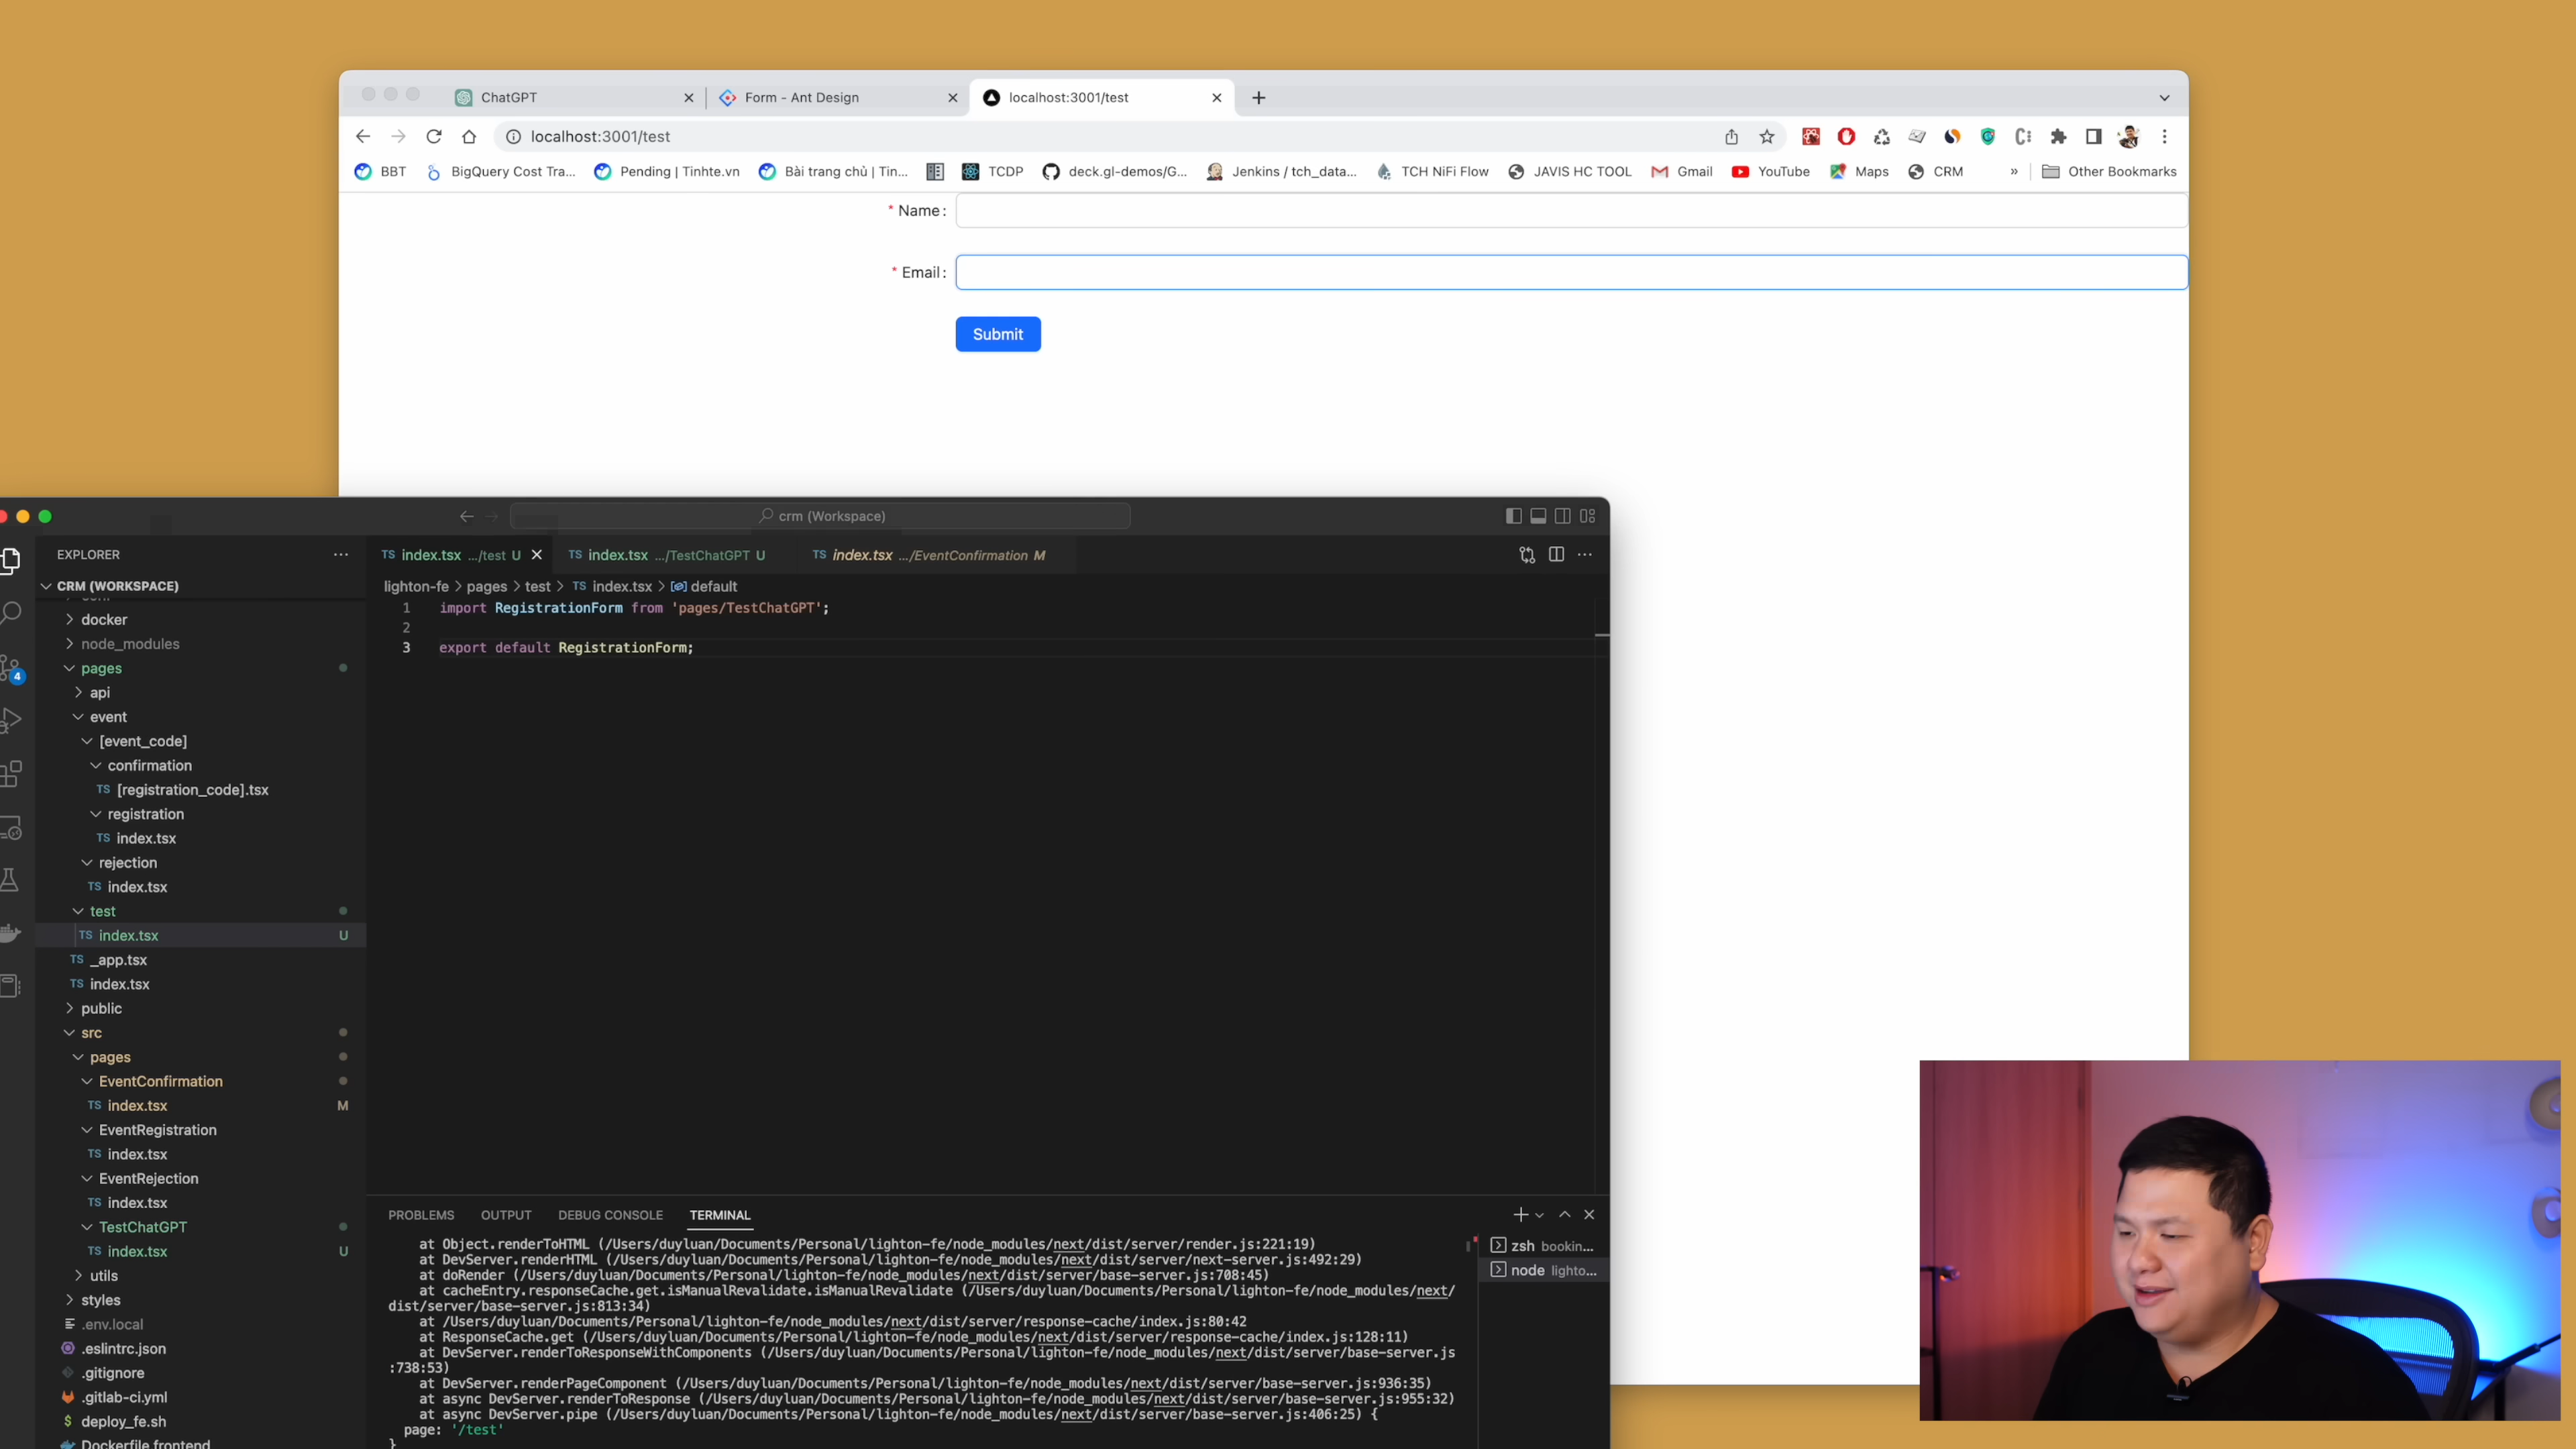 ChatGPT
Form - Ant Design
localhost:3001/test
localhost:3001/test
BBT
BigQuery Cost Tra...
Pending | Tinhte.vn
Bài trang chủ | Tin...
TCDP
deck.gl-demos/G...
Jenkins / tch_data...
TCH NiFi Flow
JAVIS HC TOOL
Gmail
YouTube
Maps
CRM
»
Other Bookmarks
* Name :
* Email :
Submit
crm (Workspace)
EXPLORER
TS index.tsx .../test U
TS index.tsx .../TestChatGPT U
TS index.tsx .../EventConfirmation M
CRM (WORKSPACE)
docker
node_modules
pages
api
event
[event_code]
confirmation
TS [registration_code].tsx
registration
TS index.tsx
rejection
TS index.tsx
test
TS index.tsx U
TS _app.tsx
TS index.tsx
public
src
pages
EventConfirmation
TS index.tsx M
EventRegistration
TS index.tsx
EventRejection
TS index.tsx
TestChatGPT
TS index.tsx U
utils
styles
.env.local
.eslintrc.json
.gitignore
.gitlab-ci.yml
$ deploy_fe.sh
Dockerfile.frontend
4
lighton-fe > pages > test > TS index.tsx > default
1 import RegistrationForm from 'pages/TestChatGPT';
2
3 export default RegistrationForm;
PROBLEMS OUTPUT DEBUG CONSOLE TERMINAL
at Object.renderToHTML (/Users/duyluan/Documents/Personal/lighton-fe/node_modules/next/dist/server/render.js:221:19)
at DevServer.renderHTML (/Users/duyluan/Documents/Personal/lighton-fe/node_modules/next/dist/server/next-server.js:492:29)
at doRender (/Users/duyluan/Documents/Personal/lighton-fe/node_modules/next/dist/server/base-server.js:708:45)
at cacheEntry.responseCache.get.isManualRevalidate.isManualRevalidate (/Users/duyluan/Documents/Personal/lighton-fe/node_modules/next/
dist/server/base-server.js:813:34)
at /Users/duyluan/Documents/Personal/lighton-fe/node_modules/next/dist/server/response-cache/index.js:80:42
at ResponseCache.get (/Users/duyluan/Documents/Personal/lighton-fe/node_modules/next/dist/server/response-cache/index.js:128:11)
at DevServer.renderToResponseWithComponents (/Users/duyluan/Documents/Personal/lighton-fe/node_modules/next/dist/server/base-server.js
:738:53)
at DevServer.renderPageComponent (/Users/duyluan/Documents/Personal/lighton-fe/node_modules/next/dist/server/base-server.js:936:35)
at async DevServer.renderToResponse (/Users/duyluan/Documents/Personal/lighton-fe/node_modules/next/dist/server/base-server.js:955:32)
at async DevServer.pipe (/Users/duyluan/Documents/Personal/lighton-fe/node_modules/next/dist/server/base-server.js:406:25) {
page: '/test'
}
zsh bookin...
node lighto...